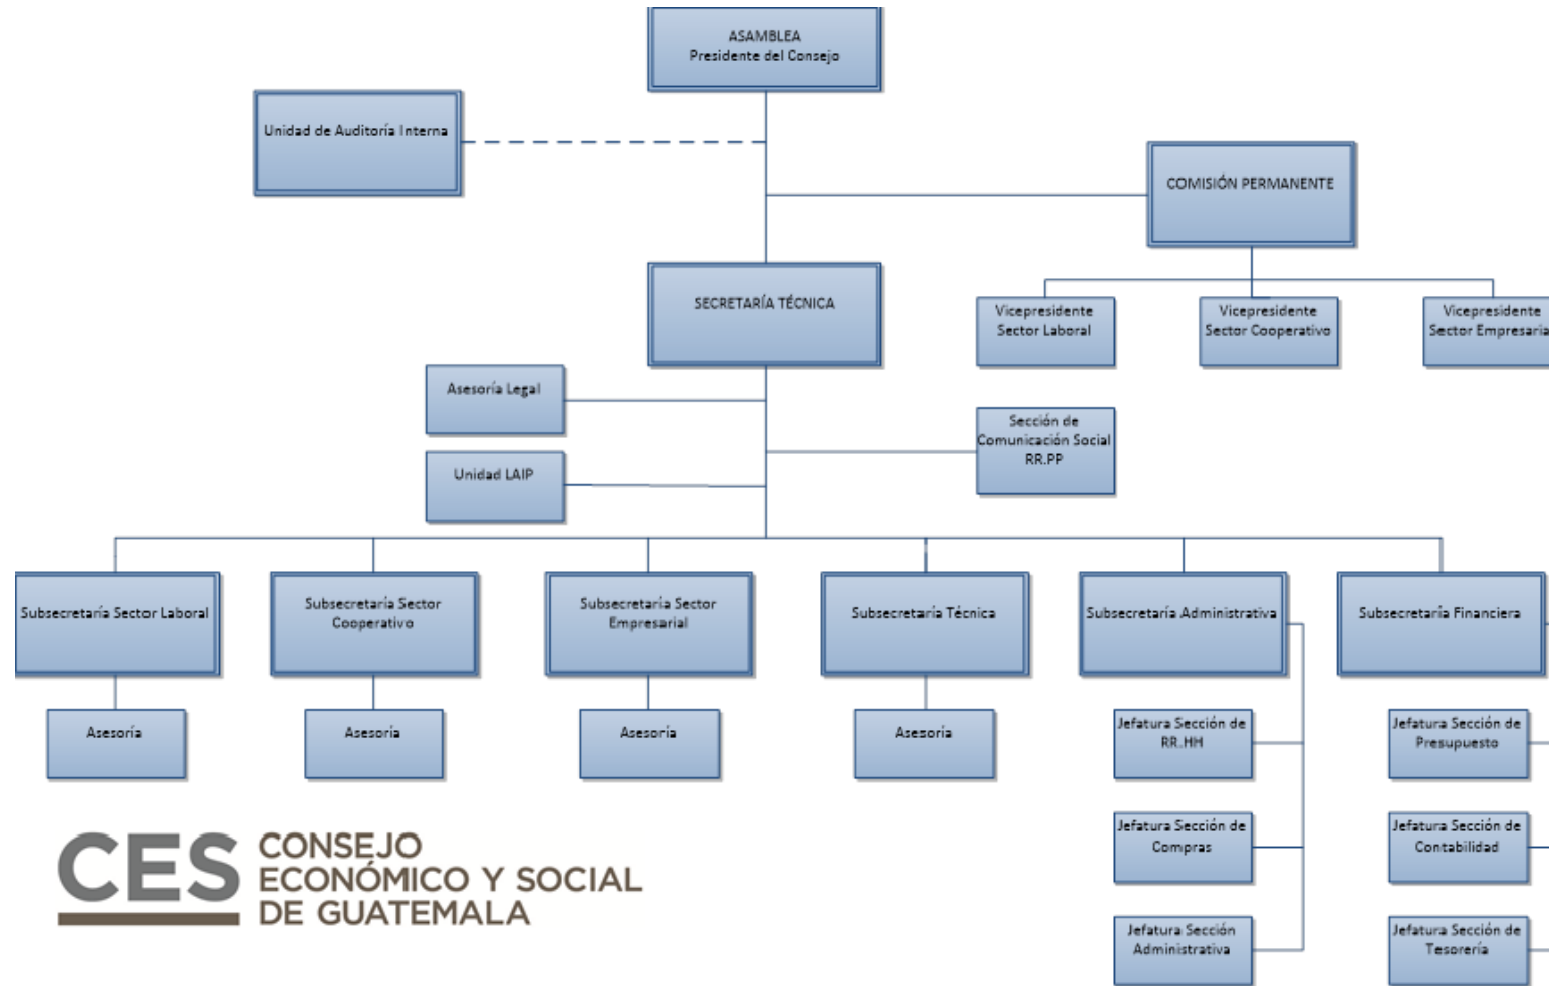 ASAMBLEA
Presidente del Consejo
Unidad de Auditoría Interna
COMISIÓN PERMANENTE
SECRETARÍA TÉCNICA
Vicepresidente
Sector Laboral
Vicepresidente
Sector Cooperativo
Vicepresidente
Sector Empresaria
Asesoría Legal
Sección de
Comunicación Social
RR.PP
Unidad LAIP
Subsecretaría Sector Laboral
Subsecretaría Sector
Cooperativo
Subsecretaría Sector
Empresarial
Subsecretaría Técnica
Subsecretaría Administrativa
Subsecretaría Financiera
Asesoría
Asesoría
Asesoría
Asesoría
Jefatura Sección de
RR.HH
Jefatura Sección de
Presupuesto
Jefatura Sección de
Compras
Jefatura Sección de
Contabilidad
Jefatura Sección
Administrativa
Jefatura Sección de
Tesorería
CES
CONSEJO
ECONÓMICO Y SOCIAL
DE GUATEMALA